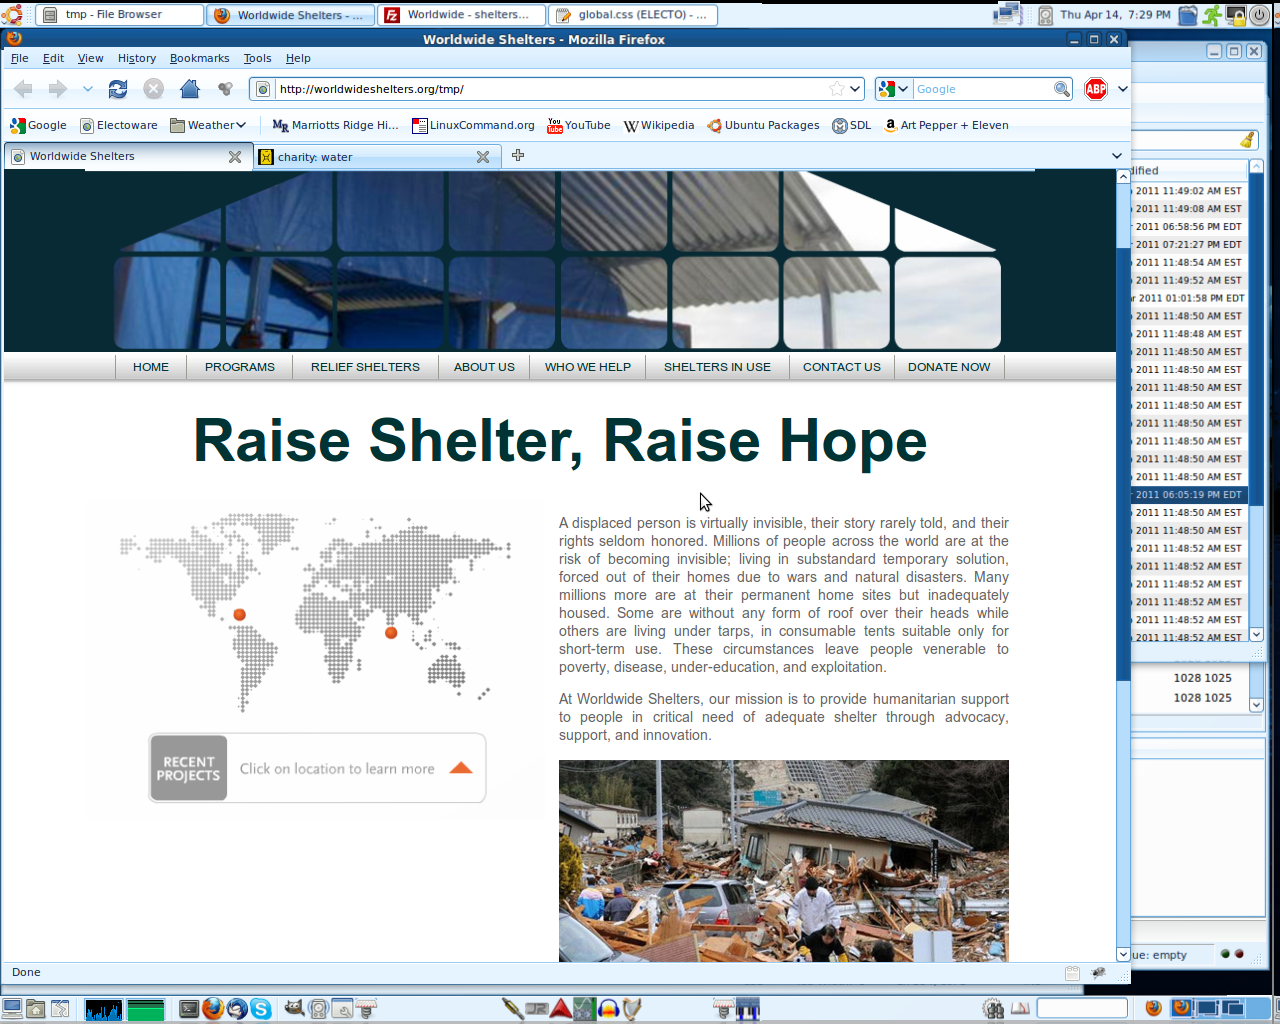 tmp - File Browser
Worldwide Shelters - ...
Worldwide - shelters...
global.css (ELECTO) - ...
Thu Apr 14, 7:29 PM
Worldwide Shelters - Mozilla Firefox
File Edit View History Bookmarks Tools Help
http://worldwideshelters.org/tmp/
Google
ABP
Google
Electoware
Weather
MR Marriotts Ridge Hi...
LinuxCommand.org
You Tube YouTube
W Wikipedia
Ubuntu Packages
SDL
a Art Pepper + Eleven
Worldwide Shelters
charity: water
HOME
PROGRAMS
RELIEF SHELTERS
ABOUT US
WHO WE HELP
SHELTERS IN USE
CONTACT US
DONATE NOW
Raise Shelter, Raise Hope
A displaced person is virtually invisible, their story rarely told, and their
rights seldom honored. Millions of people across the world are at the
risk of becoming invisible; living in substandard temporary solution,
forced out of their homes due to wars and natural disasters. Many
millions more are at their permanent home sites but inadequately
housed. Some are without any form of roof over their heads while
others are living under tarps, in consumable tents suitable only for
short-term use. These circumstances leave people venerable to
poverty, disease, under-education, and exploitation.
At Worldwide Shelters, our mission is to provide humanitarian support
to people in critical need of adequate shelter through advocacy,
support, and innovation.
RECENT
PROJECTS
Click on location to learn more
dified
2011 11:49:02 AM EST
2011 11:49:08 AM EST
2011 06:58:56 PM EDT
2011 07:21:27 PM EDT
2011 11:48:54 AM EST
2011 11:49:52 AM EST
2011 01:01:58 PM EDT
2011 11:48:50 AM EST
2011 11:48:48 AM EST
2011 11:48:50 AM EST
2011 11:48:50 AM EST
2011 11:48:50 AM EST
2011 11:48:50 AM EST
2011 11:48:50 AM EST
2011 11:48:50 AM EST
2011 11:48:50 AM EST
2011 11:48:50 AM EST
2011 06:05:19 PM EDT
2011 11:48:50 AM EST
2011 11:48:50 AM EST
2011 11:48:52 AM EST
2011 11:48:52 AM EST
2011 11:48:52 AM EST
2011 11:48:52 AM EST
2011 11:48:52 AM EST
2011 11:48:52 AM EST
1028 1025
1028 1025
ue: empty
Done